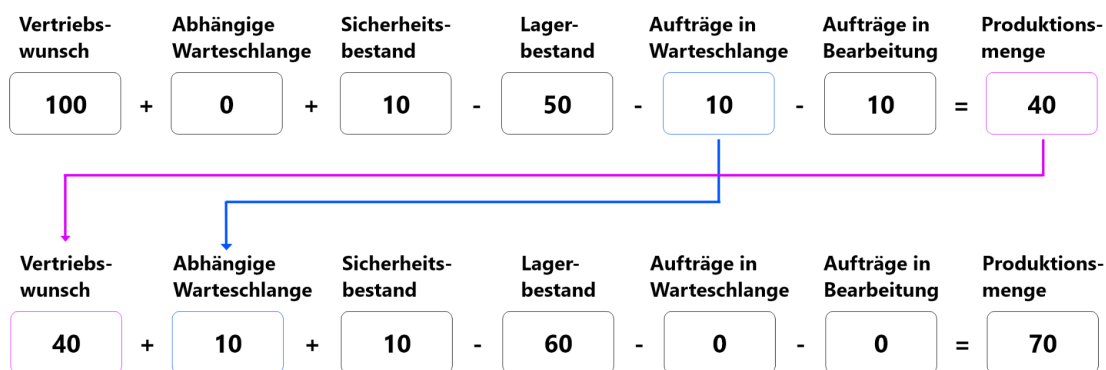 Vertriebs- Abhängige Sicherheits- Lager- Aufträge in Aufträge in Produktions-
wunsch Warteschlange bestand bestand Warteschlange Bearbeitung menge
100 + 0 + 10 - 50 - 10 - 10 = 40
Vertriebs- Abhängige Sicherheits- Lager- Aufträge in Aufträge in Produktions-
wunsch Warteschlange bestand bestand Warteschlange Bearbeitung menge
40 + 10 + 10 - 60 - 0 - 0 = 70